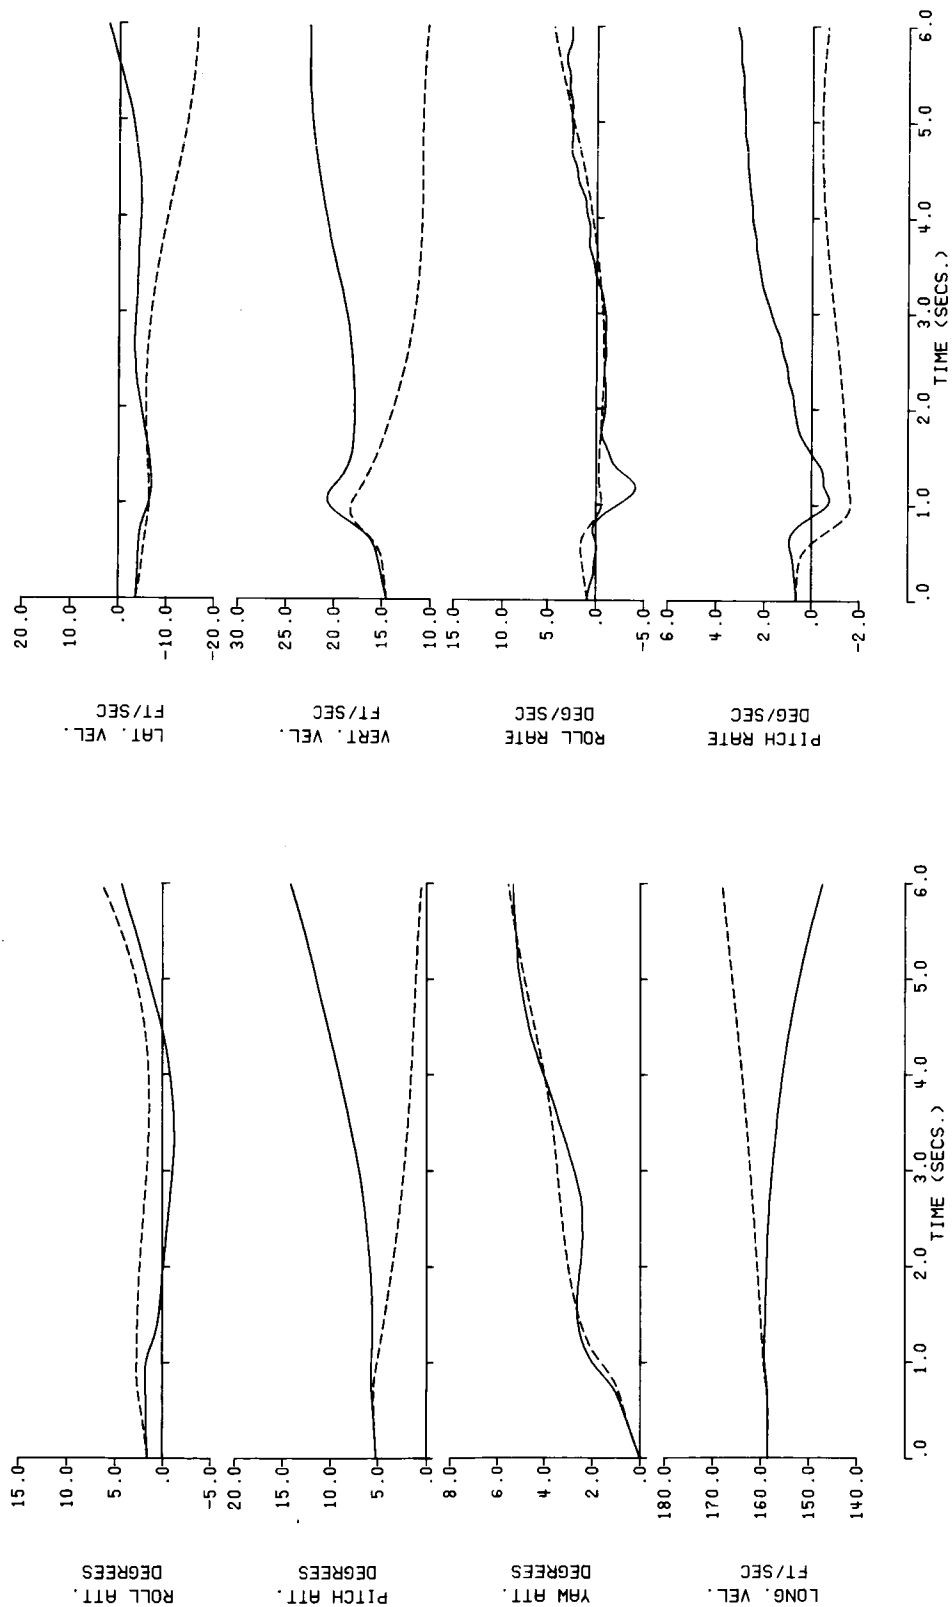 ROLL ATT.
DEGREES
15.0
10.0
5.0
.0
-5.0
PITCH ATT.
DEGREES
20.0
15.0
10.0
5.0
.0
YAW ATT.
DEGREES
8.0
6.0
4.0
2.0
.0
LONG. VEL.
FT/SEC
180.0
170.0
160.0
150.0
140.0
.0 1.0 2.0 3.0 4.0 5.0 6.0
TIME (SECS.)
LAT. VEL.
FT/SEC
20.0
10.0
.0
-10.0
-20.0
VERT. VEL.
FT/SEC
30.0
25.0
20.0
15.0
10.0
ROLL RATE
DEG/SEC
15.0
10.0
5.0
.0
-5.0
PITCH RATE
DEG/SEC
6.0
4.0
2.0
.0
-2.0
.0 1.0 2.0 3.0 4.0 5.0 6.0
TIME (SECS.)